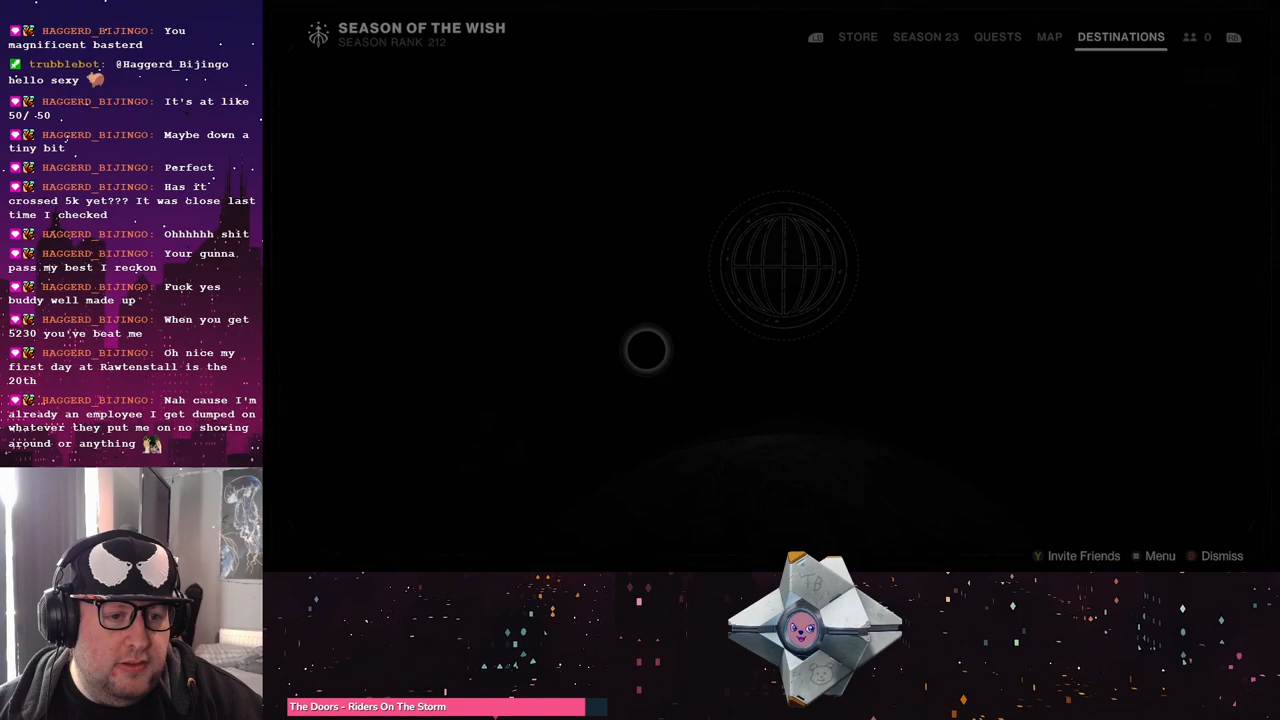 HAGGERD_BIJINGO: You
magnificent basterd
trubblebot: @Haggerd_Bijingo
hello sexy
HAGGERD_BIJINGO: It's at like
50/ -50
HAGGERD_BIJINGO: Maybe down a
tiny bit
HAGGERD_BIJINGO: Perfect
HAGGERD_BIJINGO: Has it
crossed 5k yet??? It was close last
time I checked
HAGGERD_BIJINGO: Ohhhhhh shit
HAGGERD_BIJINGO: Your gunna
pass my best I reckon
HAGGERD_BIJINGO: Fuck yes
buddy well made up
HAGGERD_BIJINGO: When you get
5230 you've beat me
HAGGERD_BIJINGO: Oh nice my
first day at Rawtenstall is the
20th
HAGGERD_BIJINGO: Nah cause I'm
already an employee I get dumped on
whatever they put me on no showing
around or anything
SEASON OF THE WISH
SEASON RANK 212
LB STORE SEASON 23 QUESTS MAP DESTINATIONS 0 RB
Y Invite Friends Menu B Dismiss
TB
The Doors - Riders On The Storm